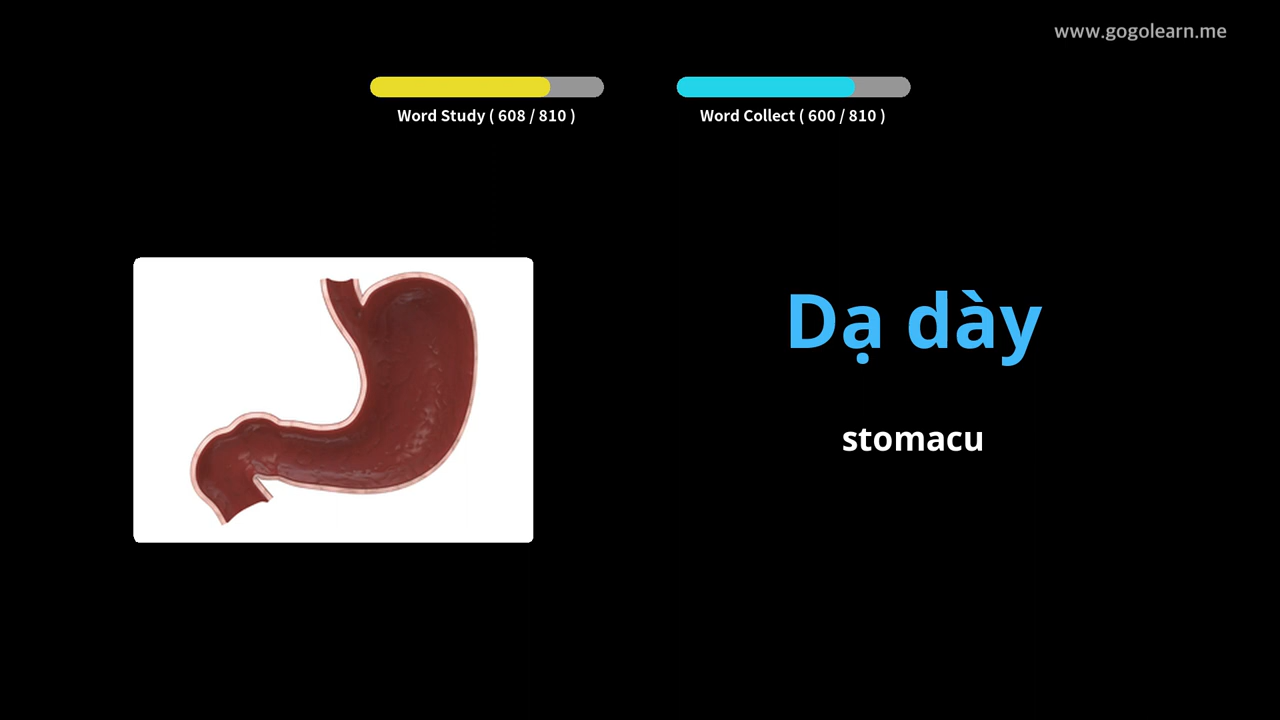 www.gogolearn.me
Word Study ( 608 / 810 )
Word Collect ( 600 / 810 )
Dạ dày
stomacu